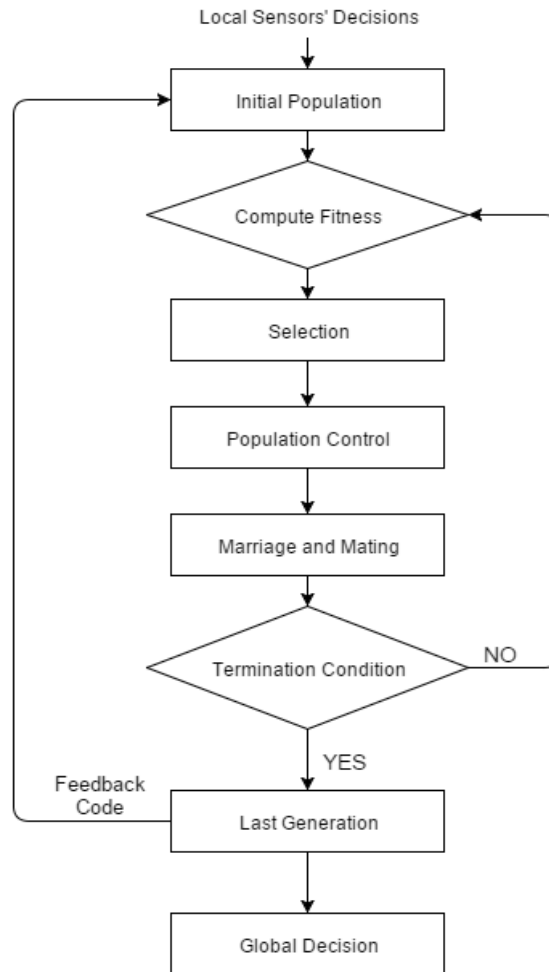 Local Sensors' Decisions
Initial Population
Compute Fitness
Selection
Population Control
Marriage and Mating
Termination Condition
NO
YES
Feedback
Code
Last Generation
Global Decision